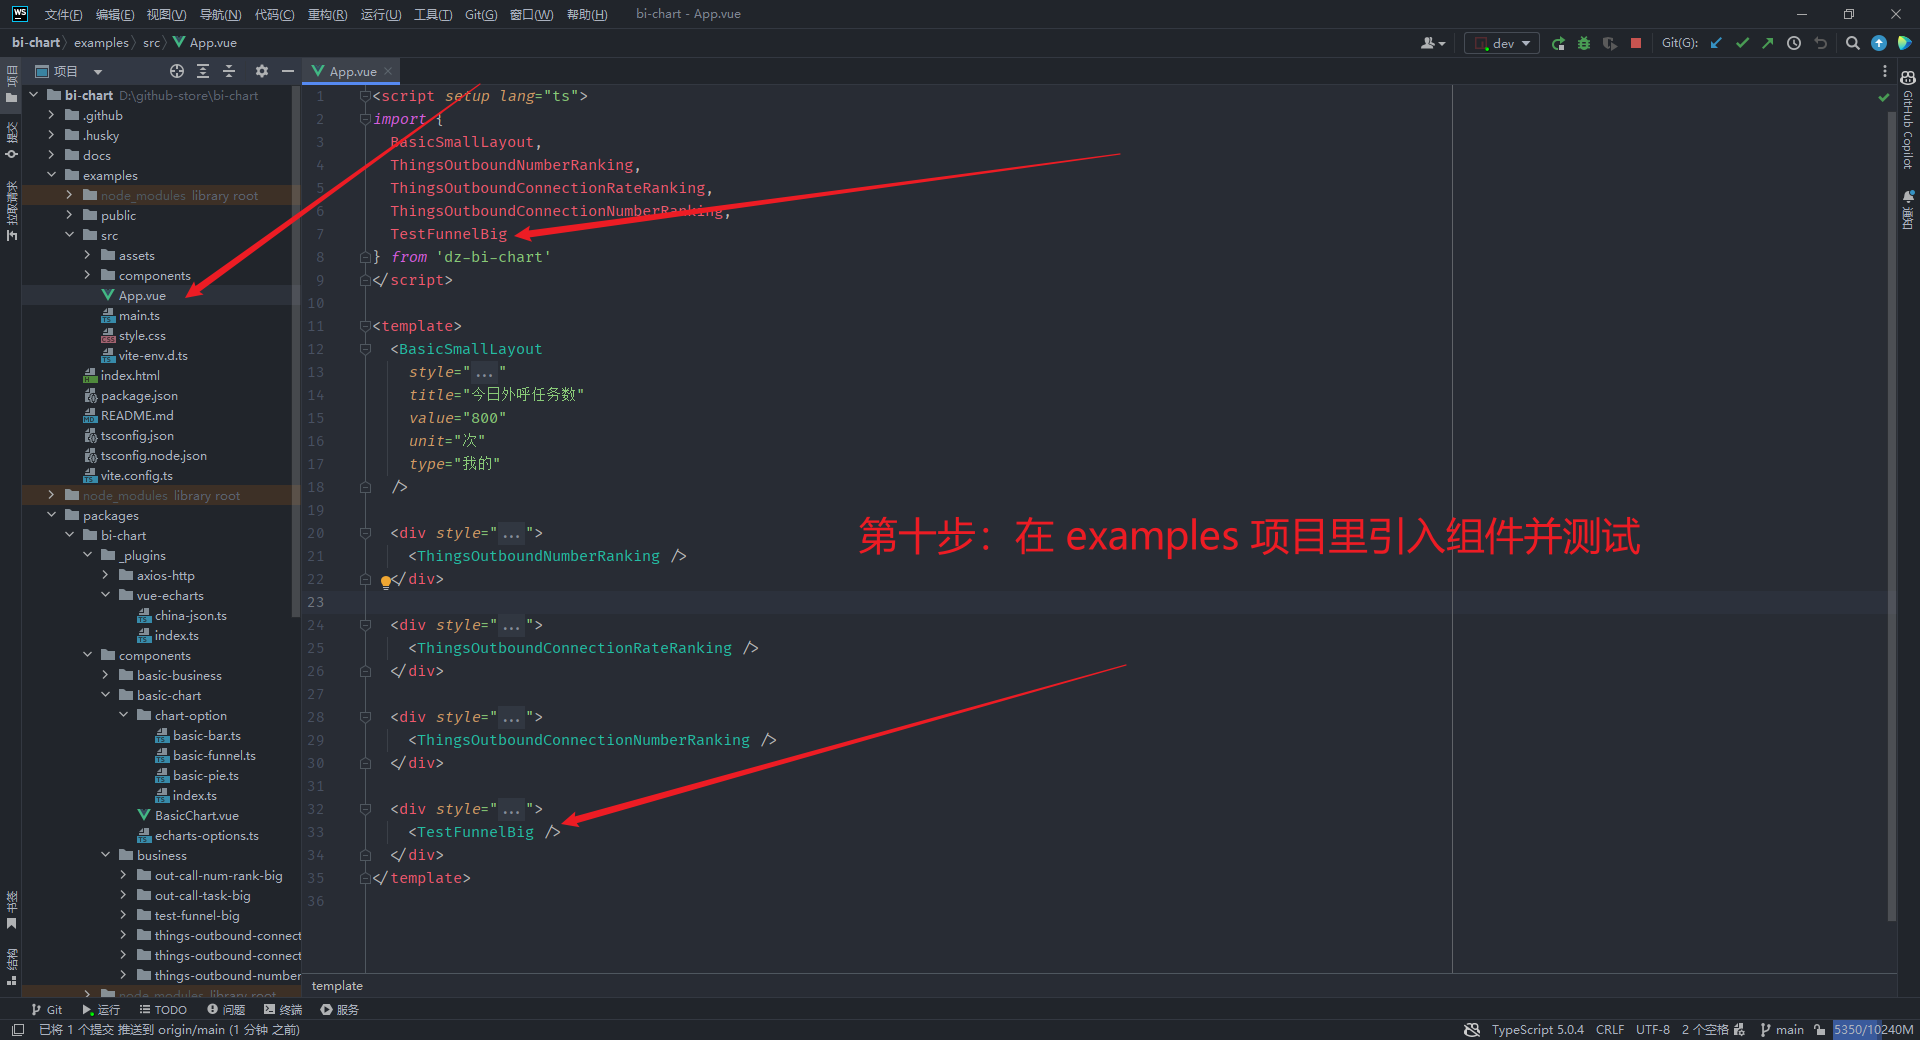 WS 文件(F) 编辑(E) 视图(V) 导航(N) 代码(C) 重构(R) 运行(U) 工具(T) Git(G) 窗口(W) 帮助(H) bi-chart - App.vue
bi-chart examples src App.vue dev Git(G):
项目 App.vue
项目
提交
拉取请求
书签
结构
bi-chart D:\github-store\bi-chart
.github
.husky
docs
examples
node_modules library root
public
src
assets
components
App.vue
main.ts
style.css
vite-env.d.ts
index.html
package.json
README.md
tsconfig.json
tsconfig.node.json
vite.config.ts
node_modules library root
packages
bi-chart
_plugins
axios-http
vue-echarts
china-json.ts
index.ts
components
basic-business
basic-chart
chart-option
basic-bar.ts
basic-funnel.ts
basic-pie.ts
index.ts
BasicChart.vue
echarts-options.ts
business
out-call-num-rank-big
out-call-task-big
test-funnel-big
things-outbound-connect
things-outbound-connect
things-outbound-number
node_modules library root
1 <script setup lang="ts">
2 import {
3 BasicSmallLayout,
4 ThingsOutboundNumberRanking,
5 ThingsOutboundConnectionRateRanking,
6 ThingsOutboundConnectionNumberRanking,
7 TestFunnelBig
8 } from 'dz-bi-chart'
9 </script>
10
11 <template>
12 <BasicSmallLayout
13 style="..."
14 title="今日外呼任务数"
15 value="800"
16 unit="次"
17 type="我的"
18 />
19
20 <div style="...">
21 <ThingsOutboundNumberRanking />
22 </div>
23
24 <div style="...">
25 <ThingsOutboundConnectionRateRanking />
26 </div>
27
28 <div style="...">
29 <ThingsOutboundConnectionNumberRanking />
30 </div>
31
32 <div style="...">
33 <TestFunnelBig />
34 </div>
35 </template>
36
第十步：在 examples 项目里引入组件并测试
GitHub Copilot
通知
template
Git 运行 TODO 问题 终端 服务
已将 1 个提交 推送到 origin/main (1 分钟 之前) TypeScript 5.0.4 CRLF UTF-8 2 个空格 main 5350/10240M